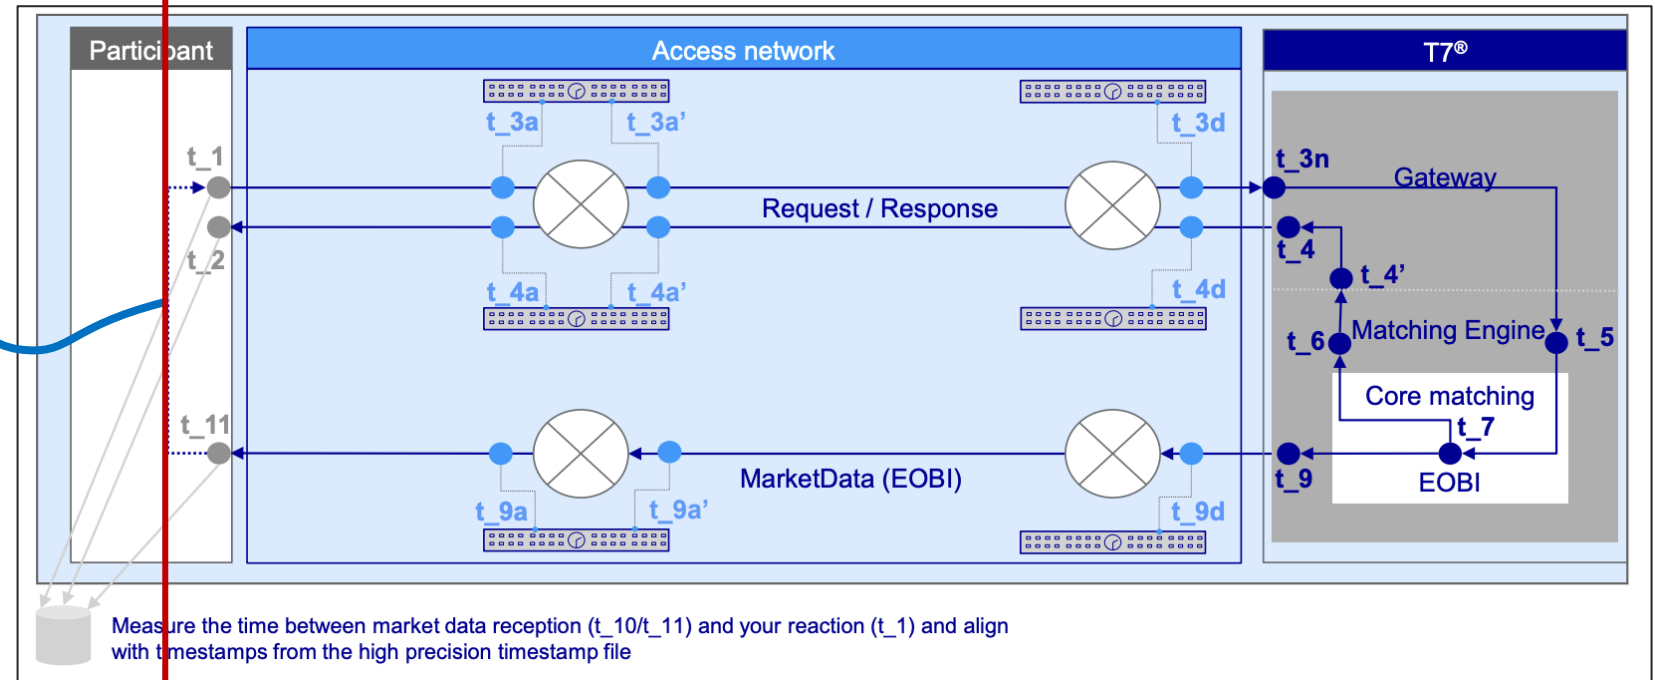 Participant
Access network
T7®
t_3a
t_3a’
t_3d
t_1
t_3n
Gateway
Request / Response
t_2
t_4
t_4’
t_4a
t_4a’
t_4d
t_6
Matching Engine
t_5
Core matching
t_11
t_7
MarketData (EOBI)
t_9
EOBI
t_9a
t_9a’
t_9d
Measure the time between market data reception (t_10/t_11) and your reaction (t_1) and align
with timestamps from the high precision timestamp file